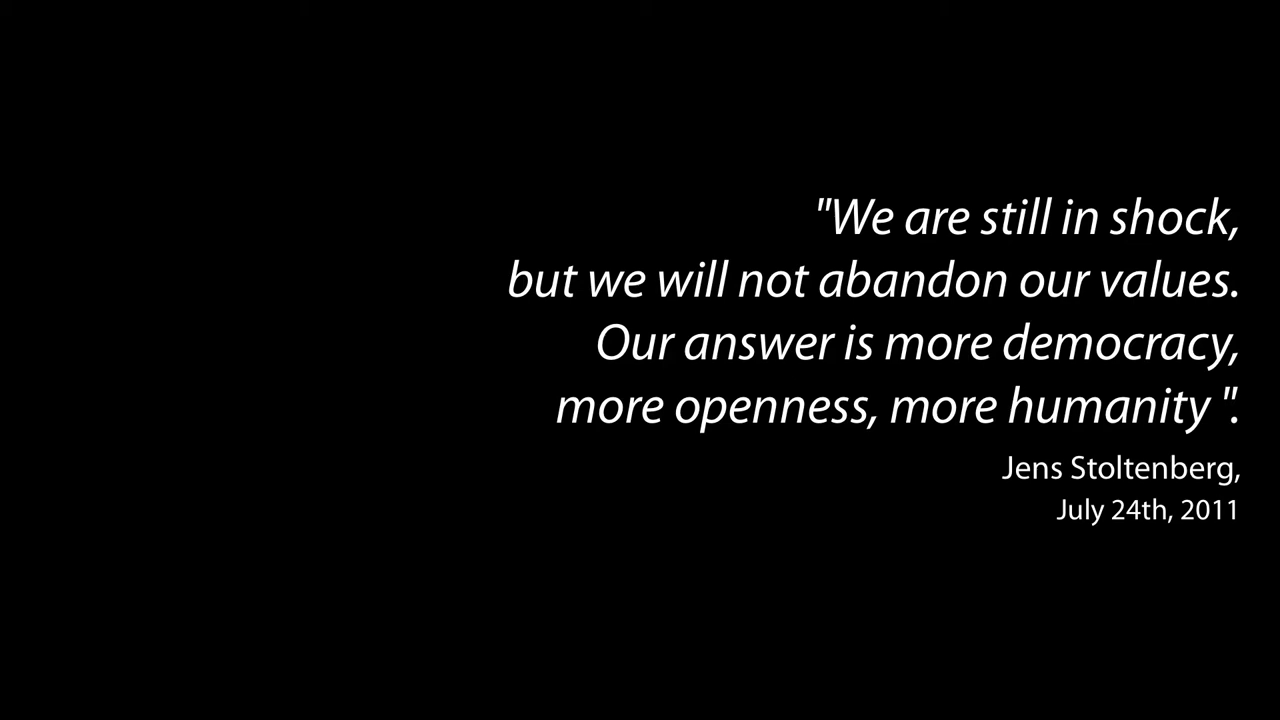 "We are still in shock,
but we will not abandon our values.
Our answer is more democracy,
more openness, more humanity ".
Jens Stoltenberg,
July 24th, 2011